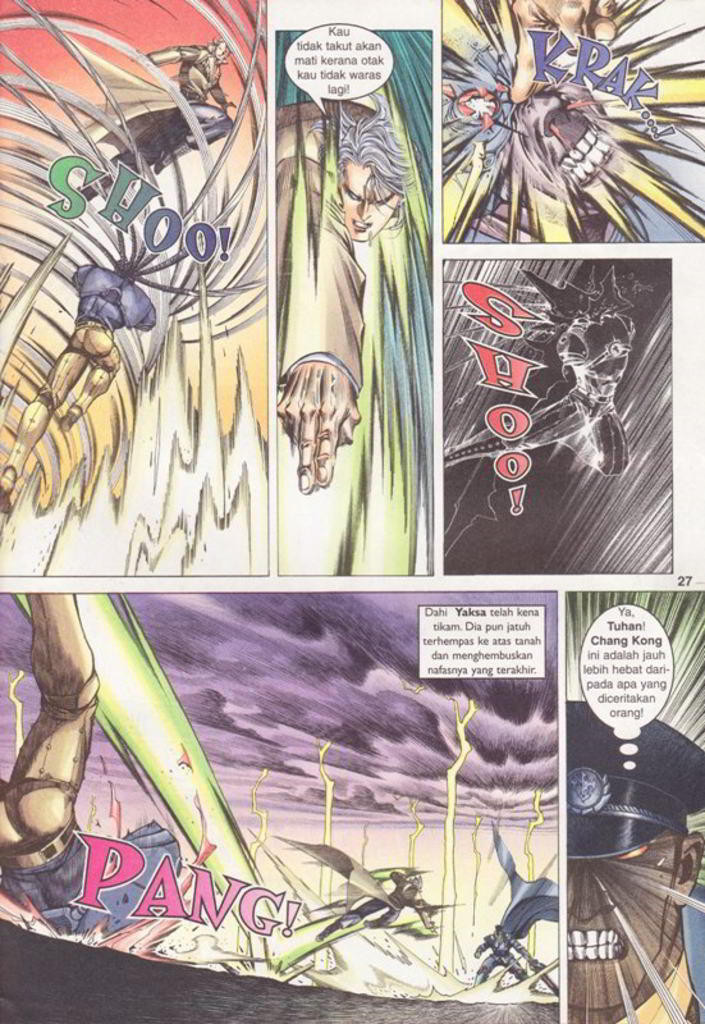 SHOO!
Kau
tidak takut akan
mati kerana otak
kau tidak waras
lagi!
KRAK...!
SHOO!
27
Dahi Yaksa telah kena
tikam. Dia pun jatuh
terhempas ke atas tanah
dan menghembuskan
nafasnya yang terakhir.
PANG!
Ya,
Tuhan!
Chang Kong
ini adalah jauh
lebih hebat dari-
pada apa yang
diceritakan
orang!